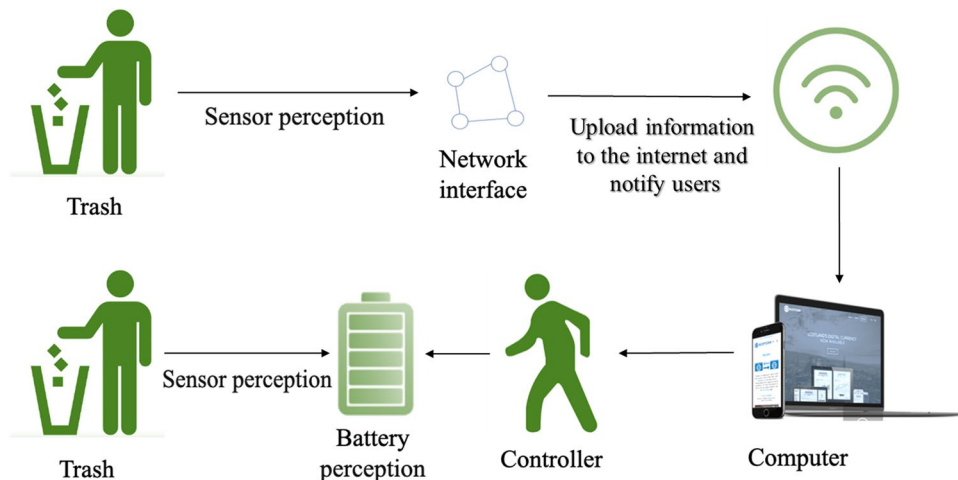 Sensor perception
Trash
Network
interface
Upload information
to the internet and
notify users
Sensor perception
Trash
Battery
perception
Controller
Computer